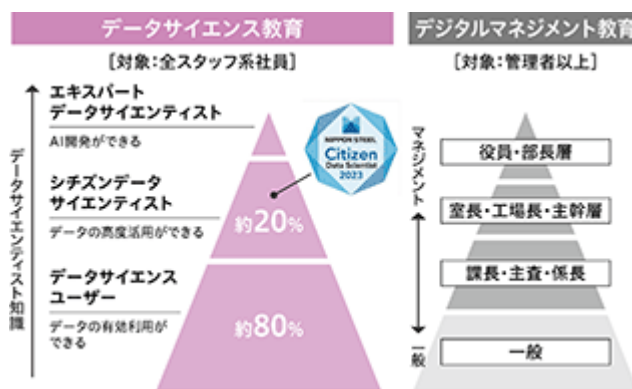 データサイエンス教育
[対象:全スタッフ系社員]
データサイエンティスト知識
エキスパート
データサイエンティスト
AI開発ができる
シチズンデータ
サイエンティスト
データの高度活用ができる
データサイエンス
ユーザー
データの有効利用が
できる
NIPPON STEEL
Citizen
Data Scientist
2023
約20%
約80%
デジタルマネジメント教育
[対象:管理者以上]
マネジメント
一般
役員・部長層
室長・工場長・主幹層
課長・主査・係長
一般